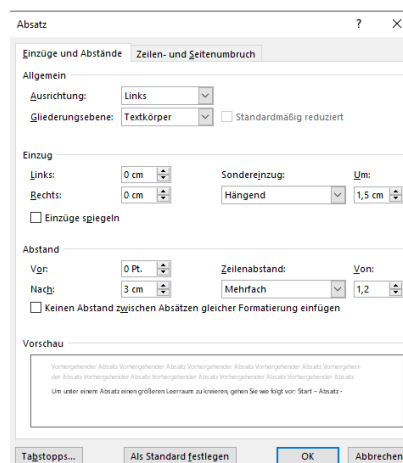 Absatz ? ×
Einzüge und Abstände Zeilen- und Seitenumbruch
Allgemein
Ausrichtung: Links
Gliederungsebene: Textkörper Standardmäßig reduziert
Einzug
Links: 0 cm Sondereinzug: Um:
Rechts: 0 cm Hängend 1,5 cm
Einzüge spiegeln
Abstand
Vor: 0 Pt. Zeilenabstand: Von:
Nach: 3 cm Mehrfach 1,2
Keinen Abstand zwischen Absätzen gleicher Formatierung einfügen
Vorschau
Vorhergehender Absatz Vorhergehender Absatz Vorhergehender Absatz Vorhergehender Absatz Vorhergehen-
der Absatz Vorhergehender Absatz Vorhergehender Absatz Vorhergehender Absatz Vorhergehender Absatz
Um unter einem Absatz einen größeren Leerraum zu kreieren, gehen Sie wie folgt vor: Start – Absatz -
Tabstopps... Als Standard festlegen OK Abbrechen